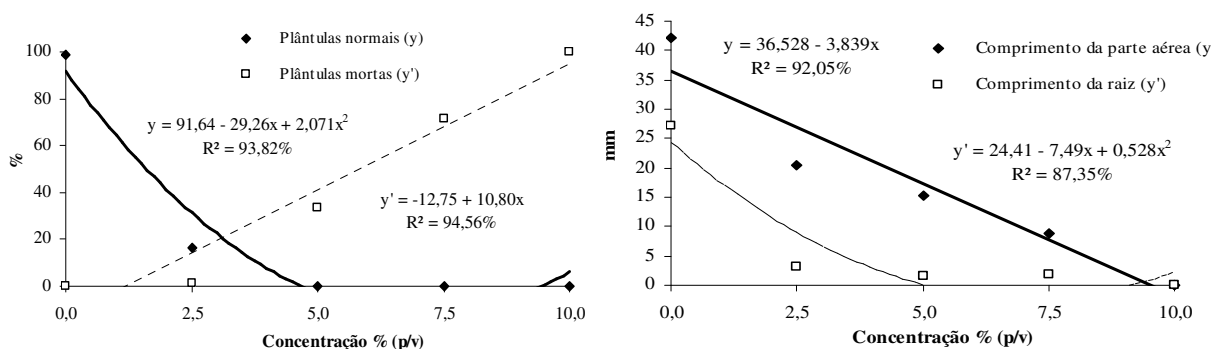 100
80
60
40
20
0
%
◆ Plântulas normais (y)
□ Plântulas mortas (y')
y = 91,64 - 29,26x + 2,071x²
R² = 93,82%
y' = -12,75 + 10,80x
R² = 94,56%
0,0 2,5 5,0 7,5 10,0
Concentração % (p/v)
45
40
35
30
25
20
15
10
5
0
mm
y = 36,528 - 3,839x
R² = 92,05%
◆ Comprimento da parte aérea (y
□ Comprimento da raiz (y')
y' = 24,41 - 7,49x + 0,528x²
R² = 87,35%
0,0 2,5 5,0 7,5 10,0
Concentração % (p/v)